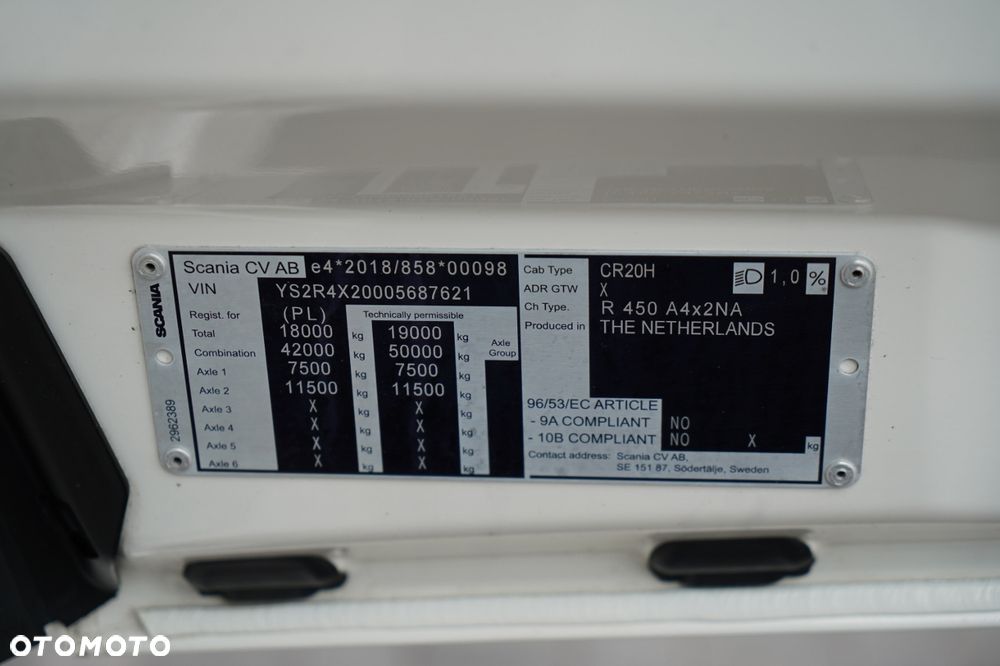 Scania CV AB e4*2018/858*00098
VIN YS2R4X20005687621
Regist. for (PL) Technically permissible
Total 18000 kg 19000 kg Axle Group
Combination 42000 kg 50000 kg
Axle 1 7500 kg 7500 kg
Axle 2 11500 kg 11500 kg
Axle 3 X kg X kg
Axle 4 X kg X kg
Axle 5 X kg X kg
Axle 6 X kg X kg
SCANIA
2962389
Cab Type CR20H 1,0 %
ADR GTW X
Ch Type. R 450 A4x2NA
Produced in THE NETHERLANDS
96/53/EC ARTICLE
- 9A COMPLIANT NO
- 10B COMPLIANT NO X kg
Contact address: Scania CV AB,
SE 151 87, Södertälje, Sweden
OTOMOTO